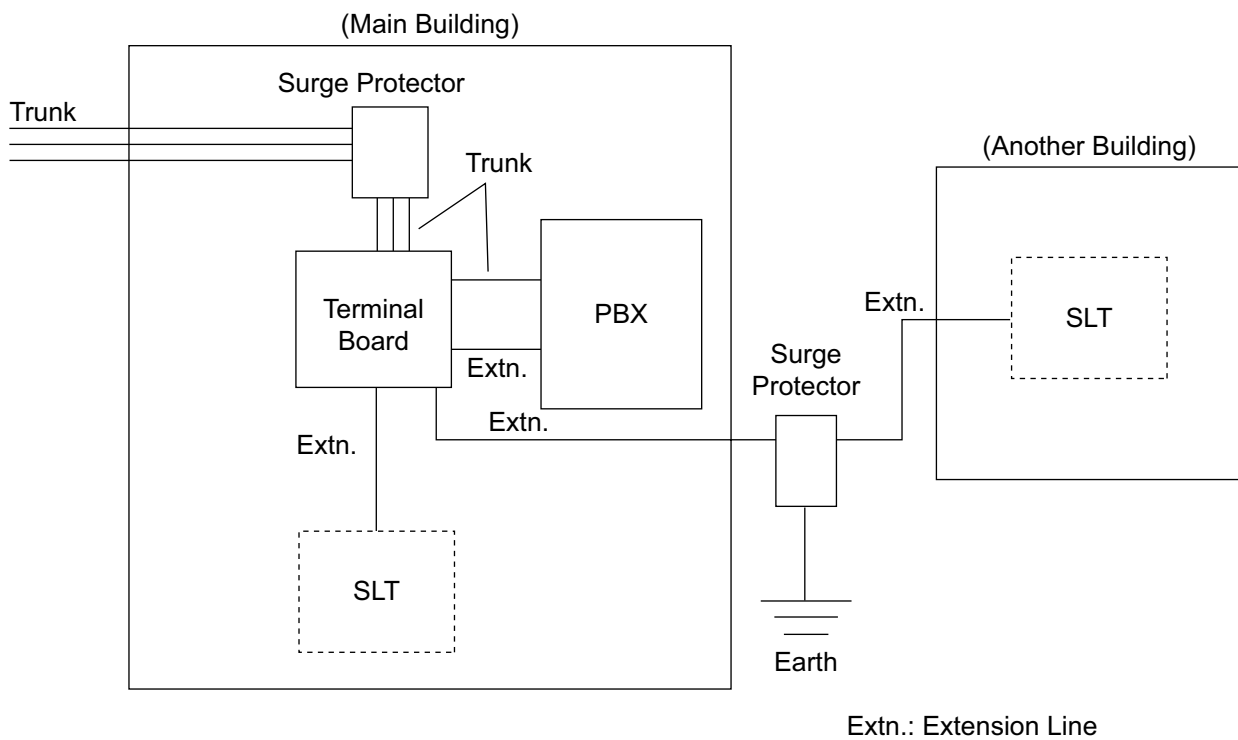 (Main Building)
Surge Protector
Trunk
Trunk
(Another Building)
Terminal
Board
PBX
Extn.
SLT
Surge
Protector
Extn.
Extn.
Extn.
SLT
Earth
Extn.: Extension Line